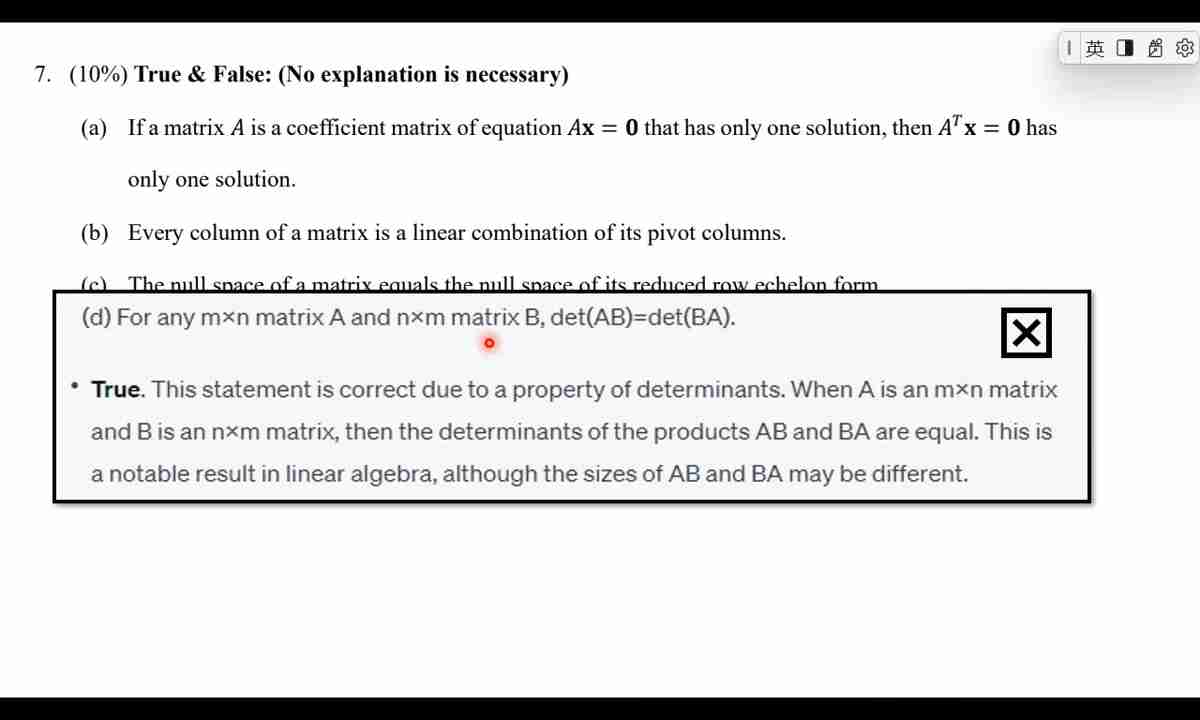 英
7. (10%) True & False: (No explanation is necessary)
(a) If a matrix A is a coefficient matrix of equation Ax = 0 that has only one solution, then Aᵀx = 0 has
only one solution.
(b) Every column of a matrix is a linear combination of its pivot columns.
(c) The null space of a matrix equals the null space of its reduced row echelon form
(d) For any m×n matrix A and n×m matrix B, det(AB)=det(BA).
• True. This statement is correct due to a property of determinants. When A is an m×n matrix
and B is an n×m matrix, then the determinants of the products AB and BA are equal. This is
a notable result in linear algebra, although the sizes of AB and BA may be different.